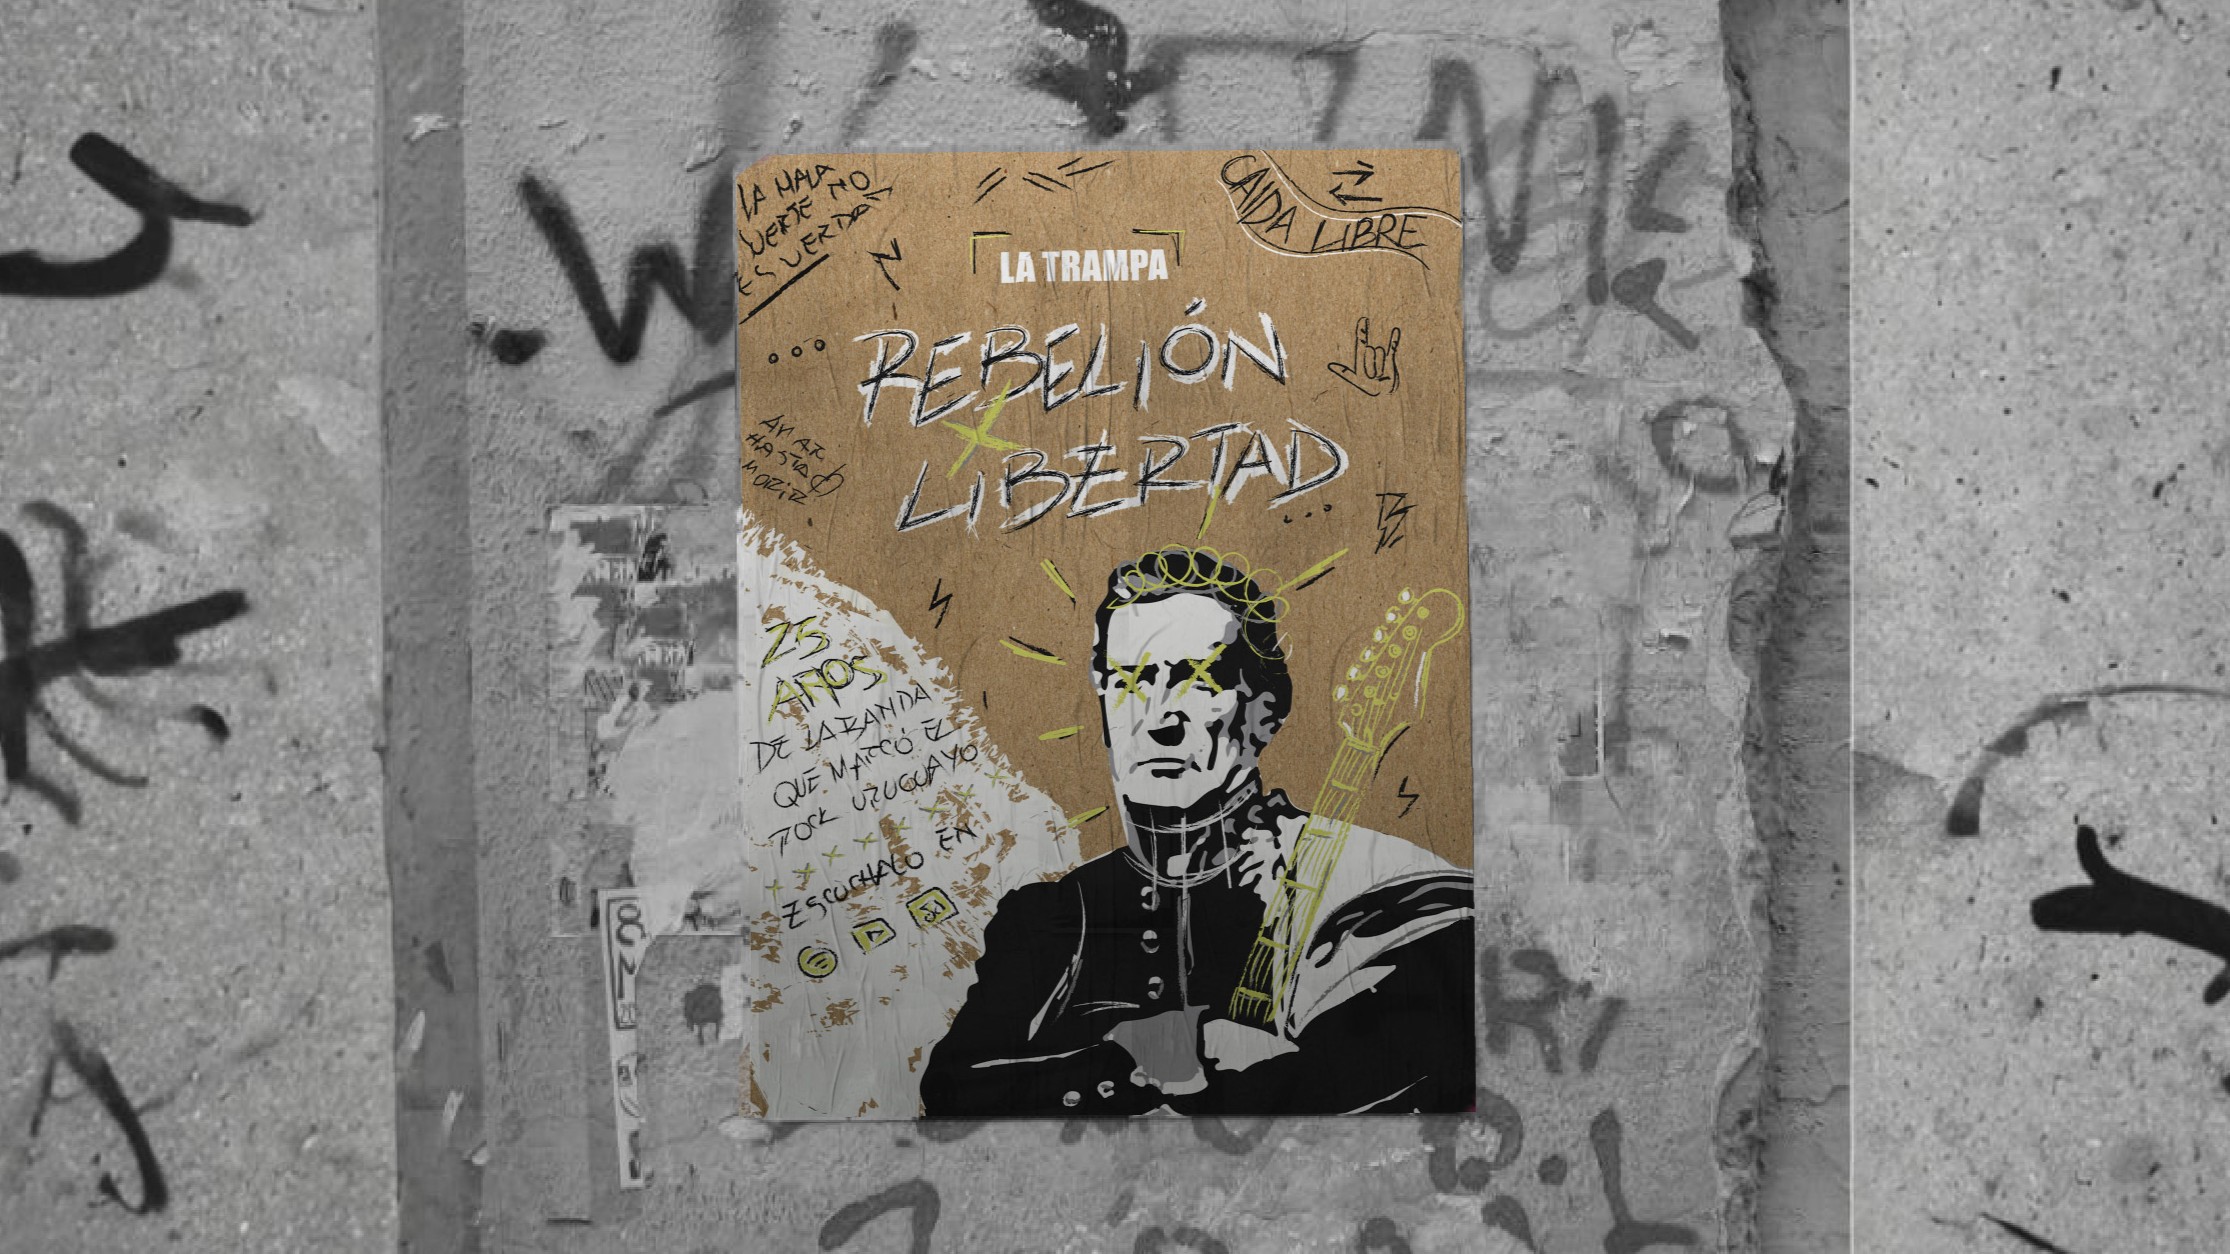 LA MALA
NO
ES VERDAD
CAIDA LIBRE
LA TRAMPA
REBELIÓN
X
LIBERTAD
AMAR
HASTA
MORIR
25
AÑOS
DE LA BANDA
QUE MARCÓ EL
ROCK URUGUAYO
ESCUCHALO EN